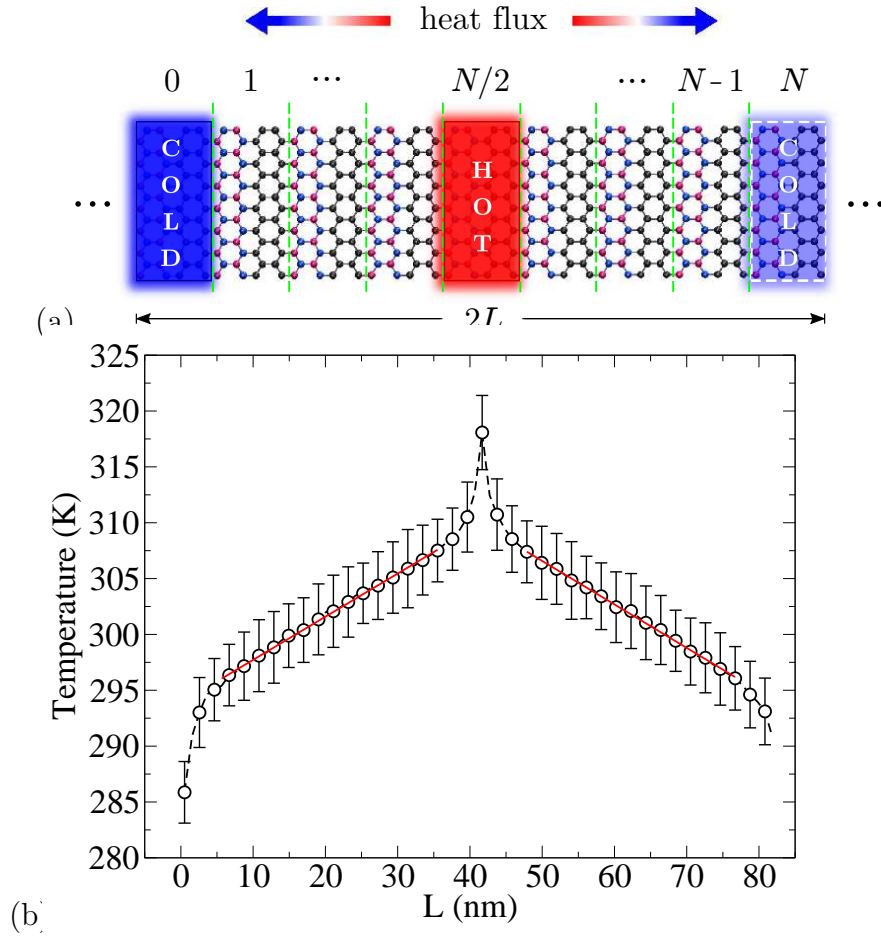 heat flux
0 1 ... N/2 ... N-1 N
COLD
HOT
COLD
... ...
(a)
2L
325
320
315
310
305
300
295
290
285
280
Temperature (K)
0 10 20 30 40 50 60 70 80
L (nm)
(b)